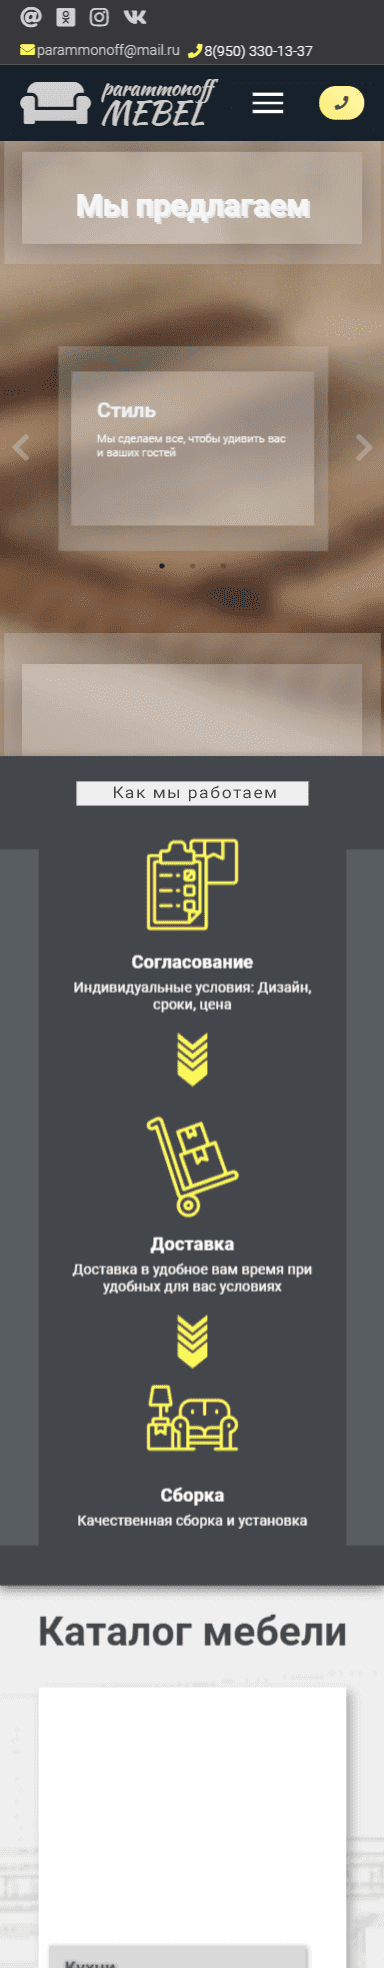 parammonoff@mail.ru 8(950) 330-13-37
parammonoff
MEBEL
Мы предлагаем
Стиль
Мы сделаем все, чтобы удивить вас
и ваших гостей
Как мы работаем
Согласование
Индивидуальные условия: Дизайн,
сроки, цена
Доставка
Доставка в удобное вам время при
удобных для вас условиях
Сборка
Качественная сборка и установка
Каталог мебели
Кухни